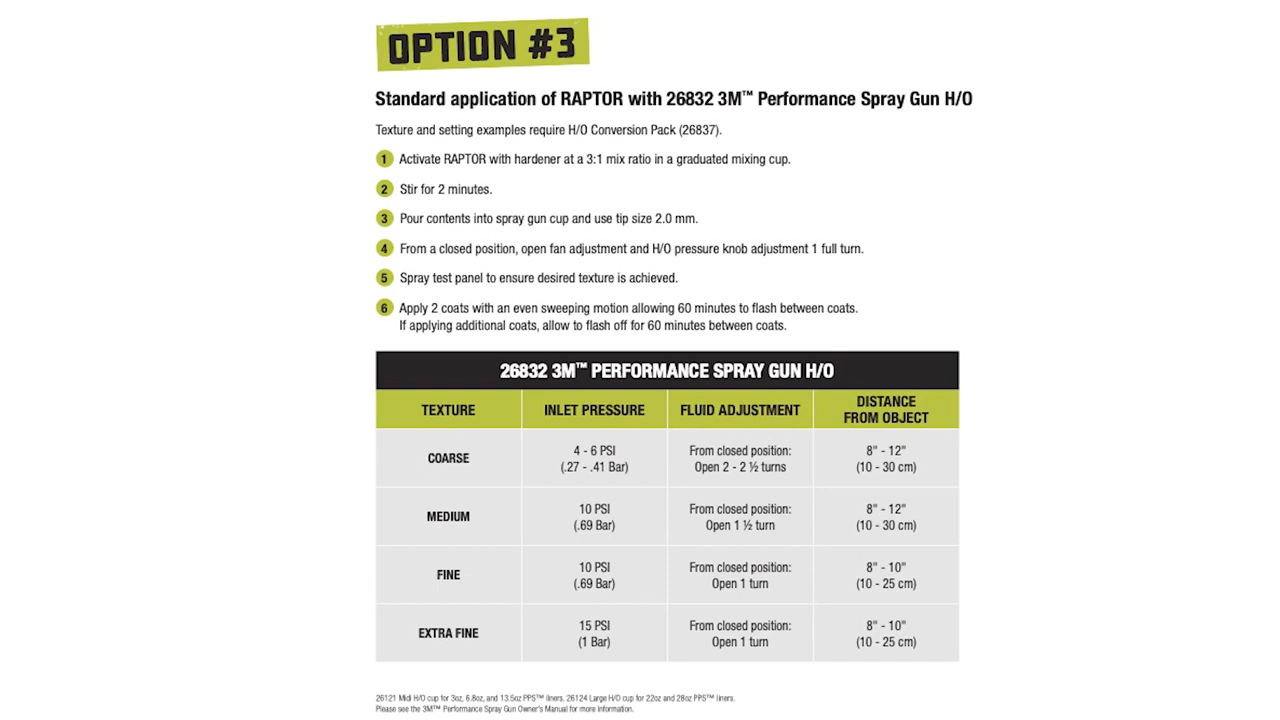 OPTION #3
Standard application of RAPTOR with 26832 3M™ Performance Spray Gun H/O
Texture and setting examples require H/O Conversion Pack (26837).
1 Activate RAPTOR with hardener at a 3:1 mix ratio in a graduated mixing cup.
2 Stir for 2 minutes.
3 Pour contents into spray gun cup and use tip size 2.0 mm.
4 From a closed position, open fan adjustment and H/O pressure knob adjustment 1 full turn.
5 Spray test panel to ensure desired texture is achieved.
6 Apply 2 coats with an even sweeping motion allowing 60 minutes to flash between coats.
If applying additional coats, allow to flash off for 60 minutes between coats.
26832 3M™ PERFORMANCE SPRAY GUN H/O
TEXTURE INLET PRESSURE FLUID ADJUSTMENT DISTANCE
FROM OBJECT
COARSE 4 - 6 PSI From closed position: 8" - 12"
(.27 - .41 Bar) Open 2 - 2 ½ turns (10 - 30 cm)
MEDIUM 10 PSI From closed position: 8" - 12"
(.69 Bar) Open 1 ½ turn (10 - 30 cm)
FINE 10 PSI From closed position: 8" - 10"
(.69 Bar) Open 1 turn (10 - 25 cm)
EXTRA FINE 15 PSI From closed position: 8" - 10"
(1 Bar) Open 1 turn (10 - 25 cm)
26121 Midi H/O cup for 3oz, 6.8oz, and 13.5oz PPS™ liners. 26124 Large H/O cup for 22oz and 28oz PPS™ liners.
Please see the 3M™ Performance Spray Gun Owner's Manual for more information.